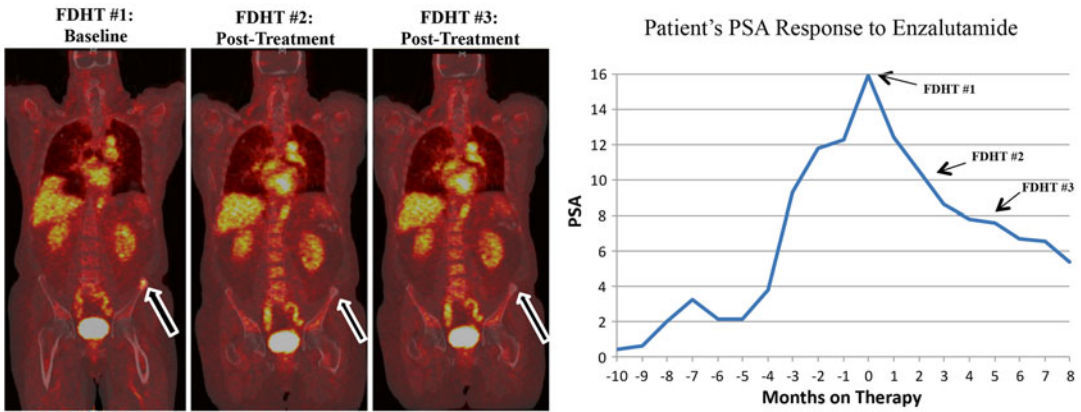 FDHT #1:
Baseline
FDHT #2:
Post-Treatment
FDHT #3:
Post-Treatment
Patient's PSA Response to Enzalutamide
16
14
12
10
8
6
4
2
0
PSA
FDHT #1
FDHT #2
FDHT #3
-10 -9 -8 -7 -6 -5 -4 -3 -2 -1 0 1 2 3 4 5 6 7 8
Months on Therapy